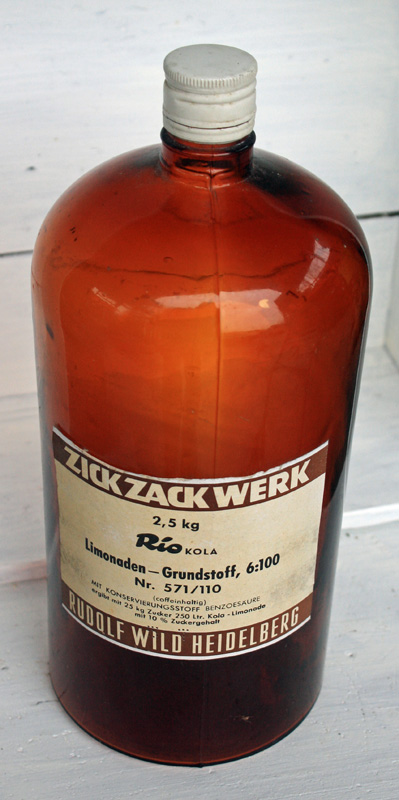 ZICK ZACK WERK
2,5 kg
Rio KOLA
Limonaden — Grundstoff, 6:100
Nr. 571/110
(coffeinhaltig)
MIT KONSERVIERUNGSSTOFF BENZOESÄURE
ergibt mit 25 kg Zucker 250 Ltr. Kola - Limonade
mit 10 % Zuckergehalt
RUDOLF WiLD HEIDELBERG